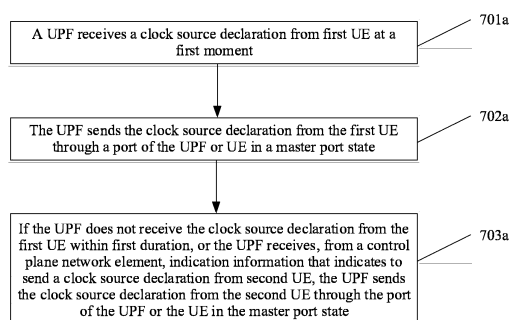 701a
A UPF receives a clock source declaration from first UE at a
first moment
702a
The UPF sends the clock source declaration from the first UE
through a port of the UPF or UE in a master port state
703a
If the UPF does not receive the clock source declaration from the
first UE within first duration, or the UPF receives, from a control
plane network element, indication information that indicates to
send a clock source declaration from second UE, the UPF sends
the clock source declaration from the second UE through the port
of the UPF or the UE in the master port state